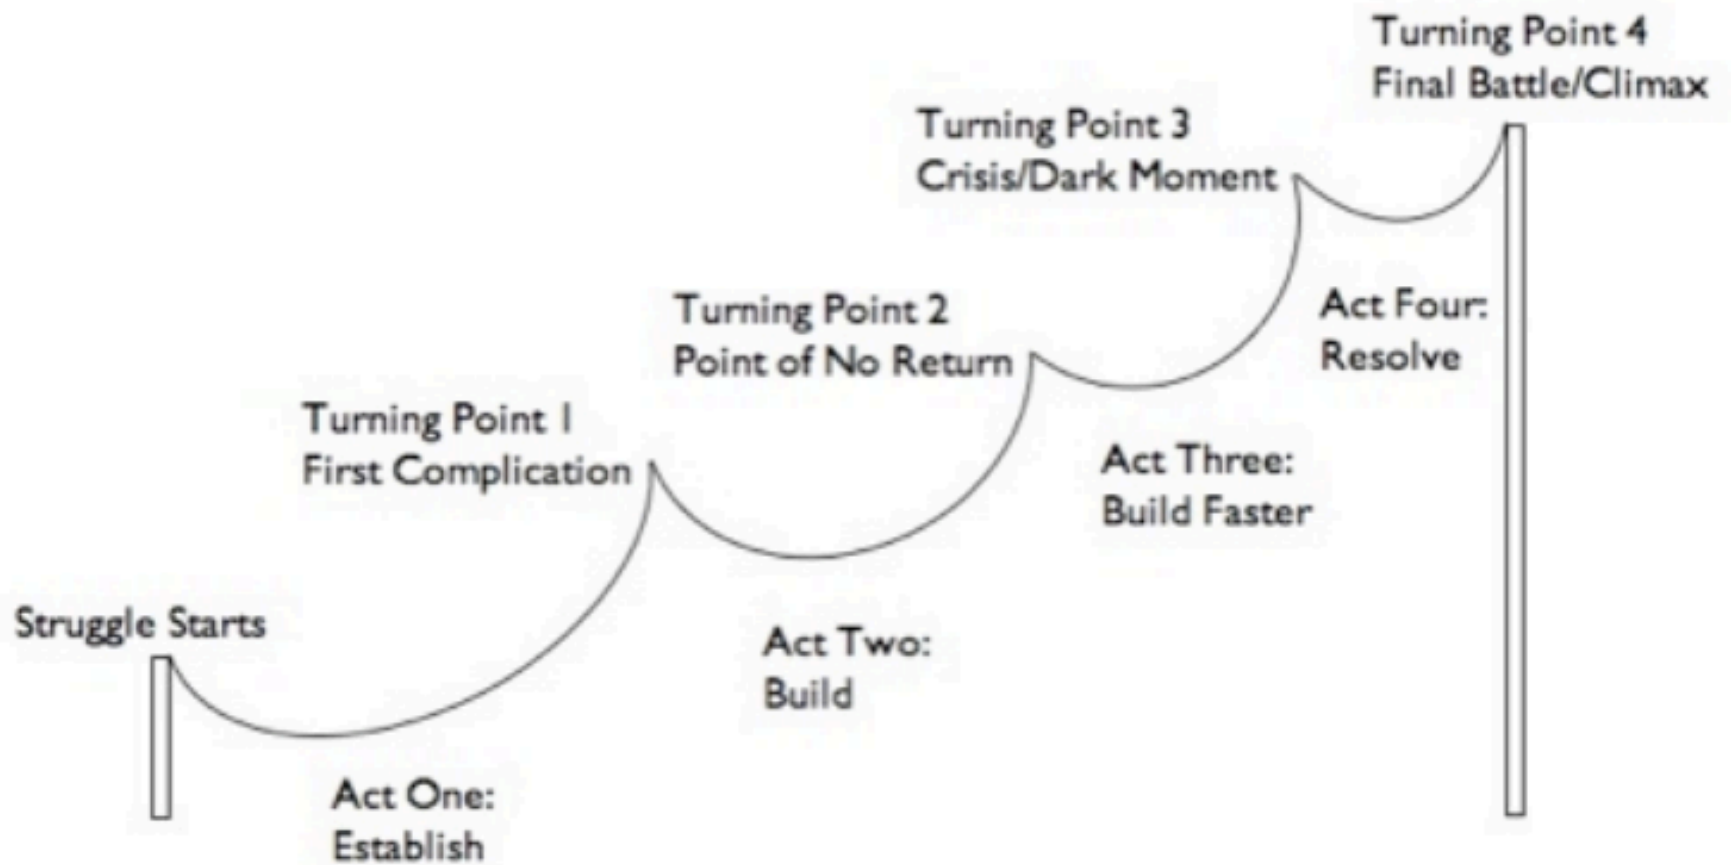 Struggle Starts
Act One:
Establish
Turning Point 1
First Complication
Act Two:
Build
Turning Point 2
Point of No Return
Act Three:
Build Faster
Turning Point 3
Crisis/Dark Moment
Act Four:
Resolve
Turning Point 4
Final Battle/Climax